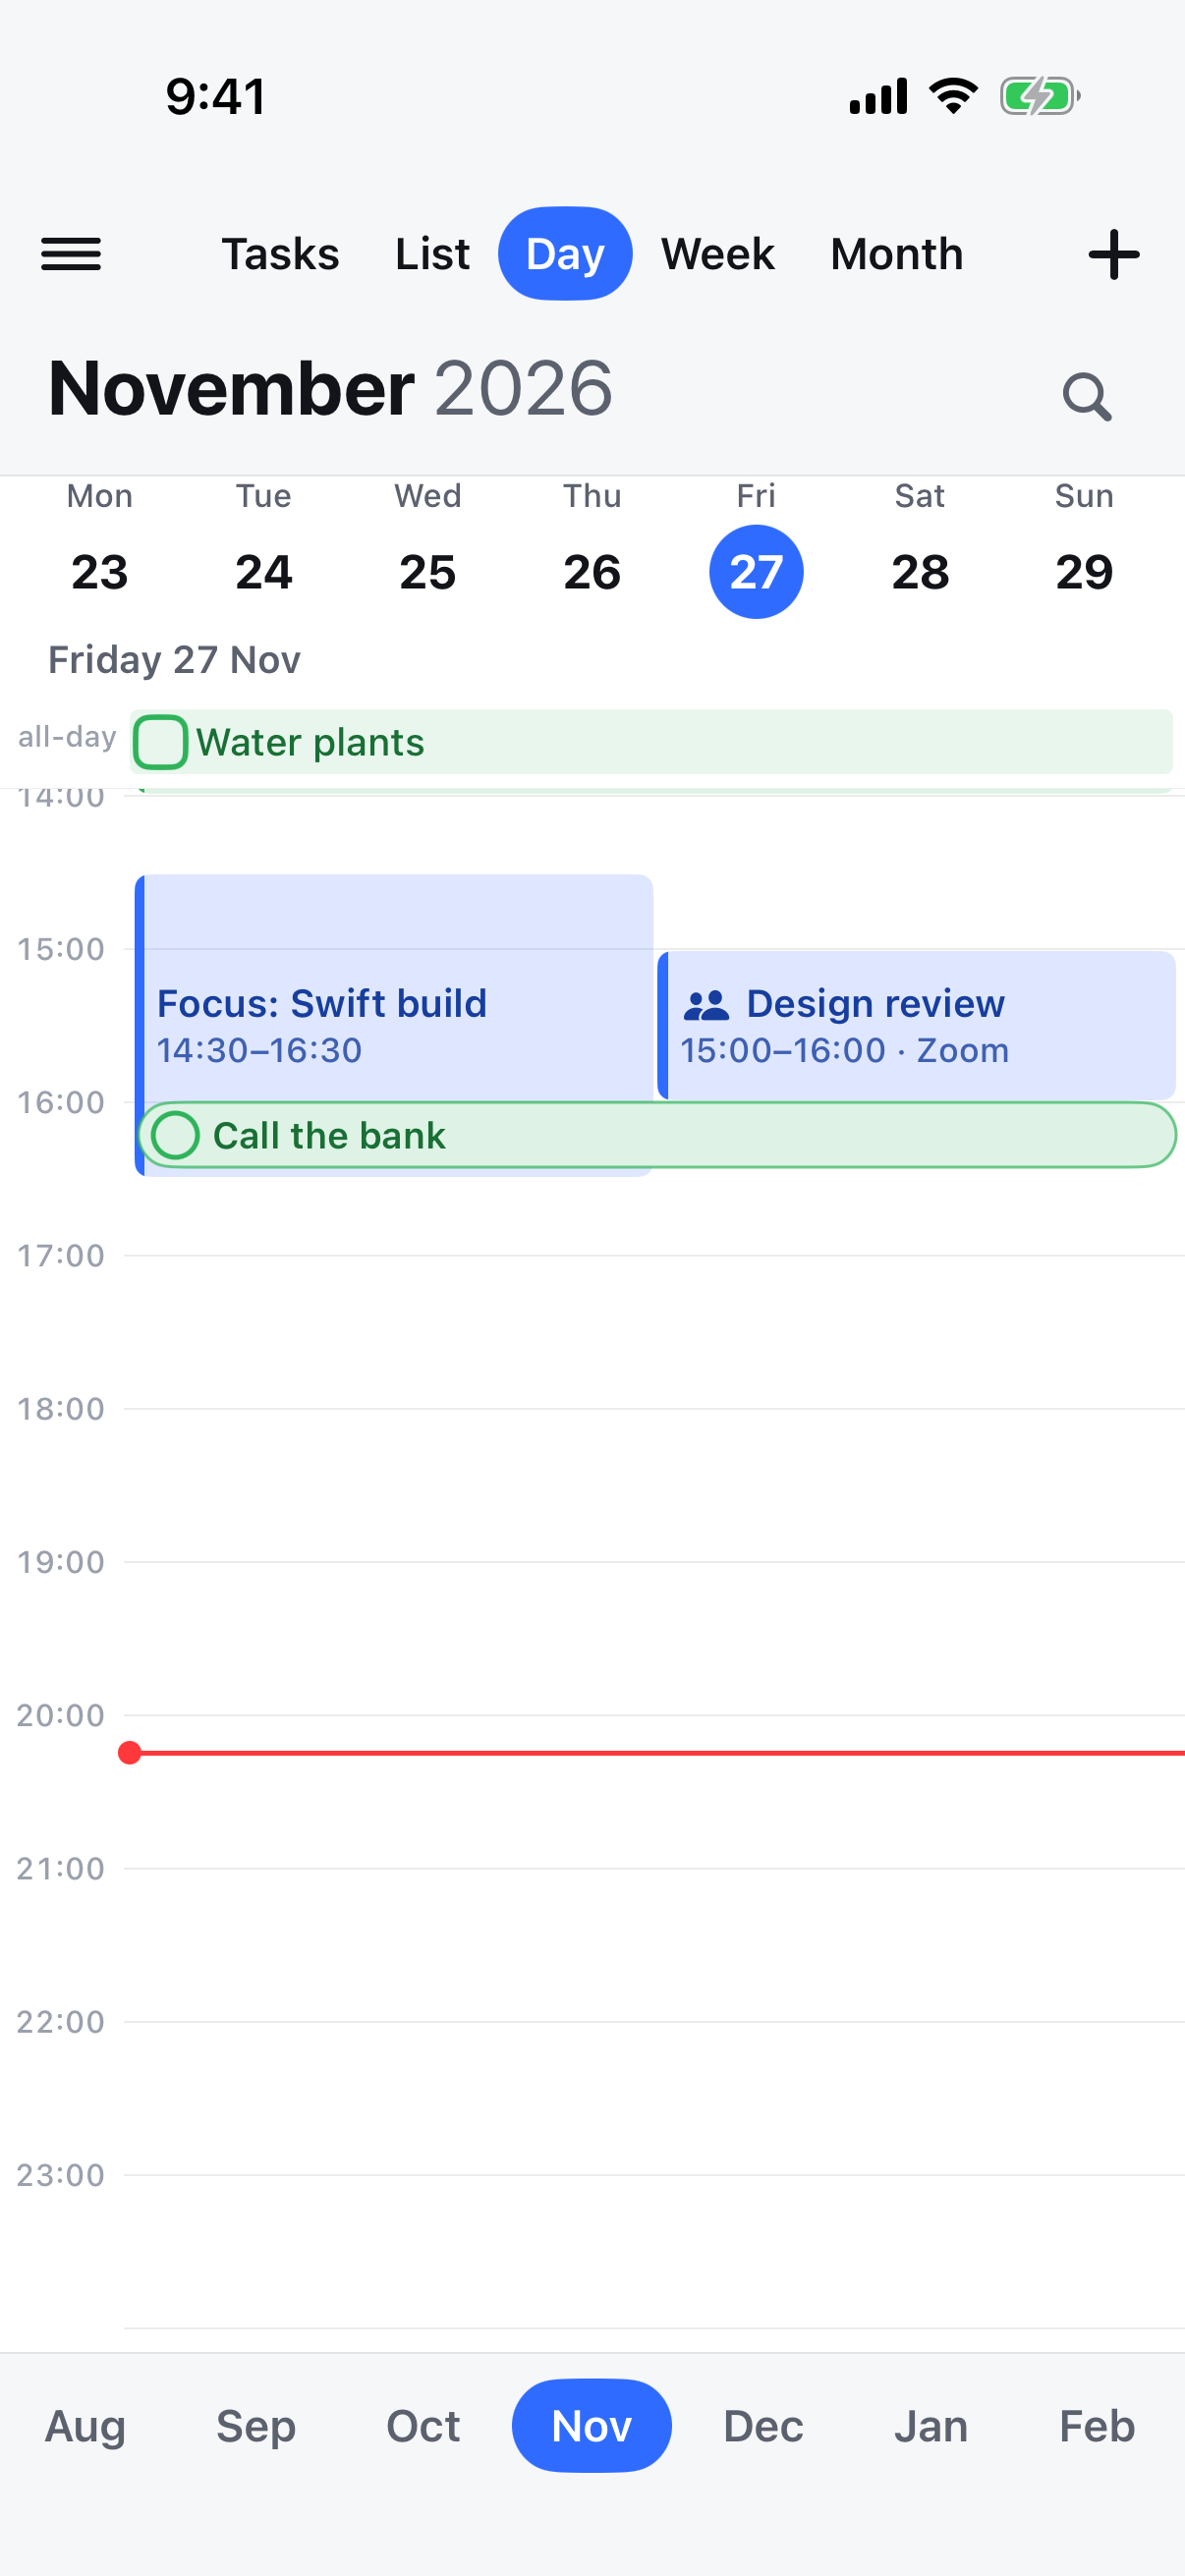 9:41
Tasks List Day Week Month
November 2026
Mon Tue Wed Thu Fri Sat Sun
23 24 25 26 27 28 29
Friday 27 Nov
all-day Water plants
14:00
15:00
Focus: Swift build
14:30–16:30
Design review
15:00–16:00 · Zoom
16:00
Call the bank
17:00
18:00
19:00
20:00
21:00
22:00
23:00
Aug Sep Oct Nov Dec Jan Feb